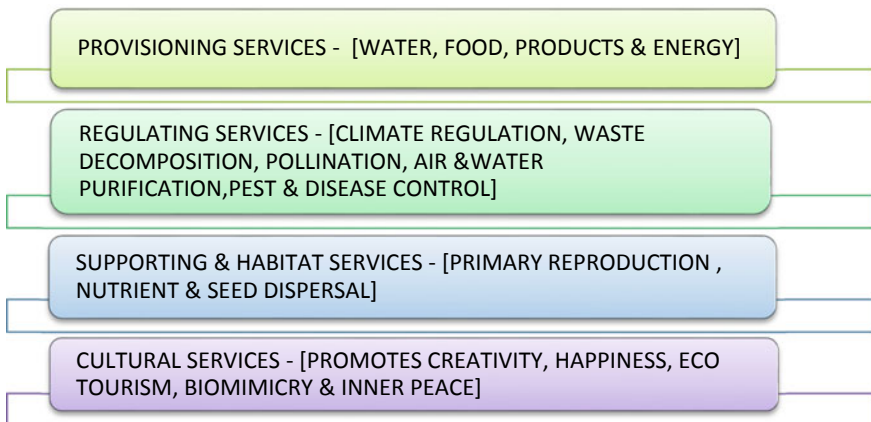 PROVISIONING SERVICES - [WATER, FOOD, PRODUCTS & ENERGY]
REGULATING SERVICES - [CLIMATE REGULATION, WASTE
DECOMPOSITION, POLLINATION, AIR &WATER
PURIFICATION,PEST & DISEASE CONTROL]
SUPPORTING & HABITAT SERVICES - [PRIMARY REPRODUCTION ,
NUTRIENT & SEED DISPERSAL]
CULTURAL SERVICES - [PROMOTES CREATIVITY, HAPPINESS, ECO
TOURISM, BIOMIMICRY & INNER PEACE]